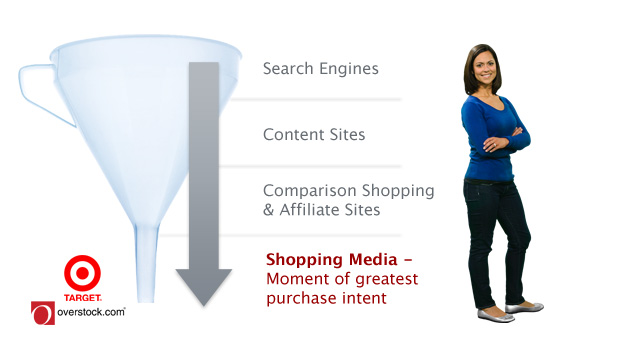 Search Engines
Content Sites
Comparison Shopping
& Affiliate Sites
Shopping Media –
Moment of greatest
purchase intent
TARGET.
overstock.com